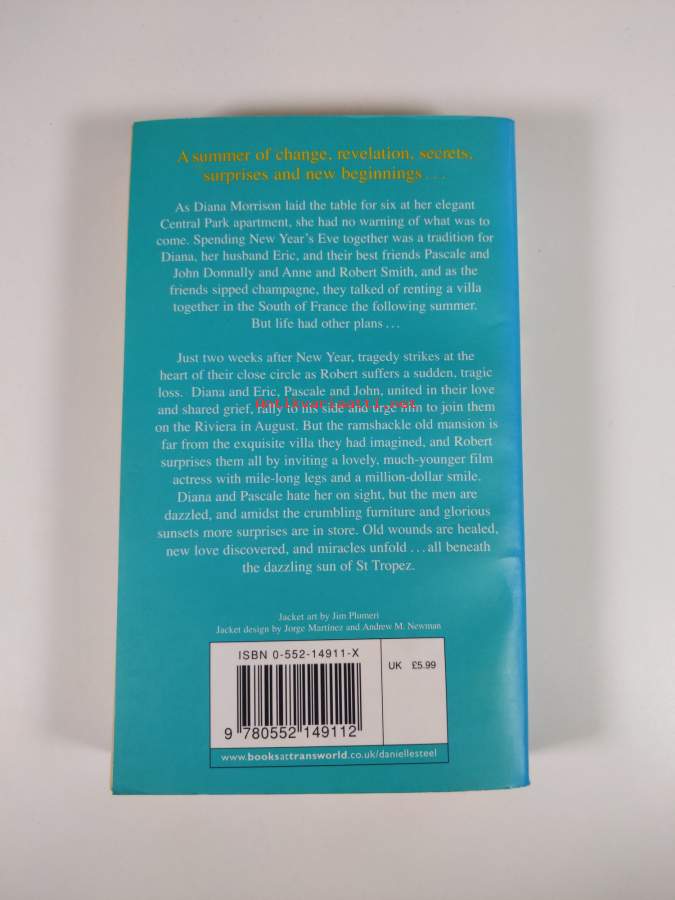 A summer of change, revelation, secrets,
surprises and new beginnings . . .
As Diana Morrison laid the table for six at her elegant
Central Park apartment, she had no warning of what was to
come. Spending New Year's Eve together was a tradition for
Diana, her husband Eric, and their best friends Pascale and
John Donnally and Anne and Robert Smith, and as the
friends sipped champagne, they talked of renting a villa
together in the South of France the following summer.
But life had other plans . . .
Just two weeks after New Year, tragedy strikes at the
heart of their close circle as Robert suffers a sudden, tragic
loss. Diana and Eric, Pascale and John, united in their love
and shared grief, rally to his side and urge him to join them
Antikvariaatti.net
on the Riviera in August. But the ramshackle old mansion is
far from the exquisite villa they had imagined, and Robert
surprises them all by inviting a lovely, much-younger film
actress with mile-long legs and a million-dollar smile.
Diana and Pascale hate her on sight, but the men are
dazzled, and amidst the crumbling furniture and glorious
sunsets more surprises are in store. Old wounds are healed,
new love discovered, and miracles unfold . . . all beneath
the dazzling sun of St Tropez.
Jacket art by Jim Plumeri
Jacket design by Jorge Martínez and Andrew M. Newman
ISBN 0-552-14911-X
UK £5.99
9 780552 149112
www.booksattransworld.co.uk/daniellesteel